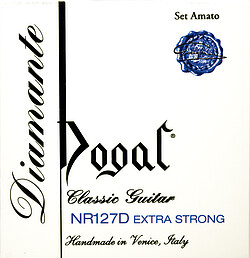 Set Amato
Diamante
Dogal®
Classic Guitar
NR127D EXTRA STRONG
Handmade in Venice, Italy